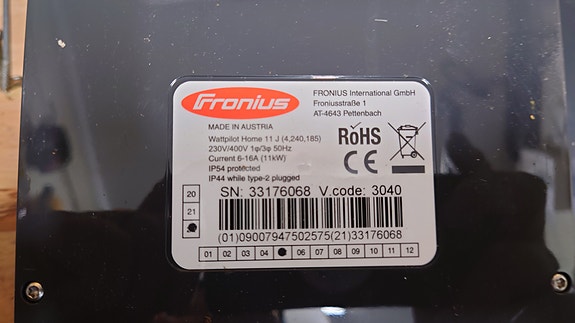 Fronius
FRONIUS International GmbH
Froniusstraße 1
AT-4643 Pettenbach
MADE IN AUSTRIA
Wattpilot Home 11 J (4,240,185)
230V/400V 1φ/3φ 50Hz
Current 6-16A (11kW)
IP54 protected
IP44 while type-2 plugged
RoHS
CE
20
21
SN: 33176068 V.code: 3040
(01)09007947502575(21)33176068
01 02 03 04 06 07 08 09 10 11 12